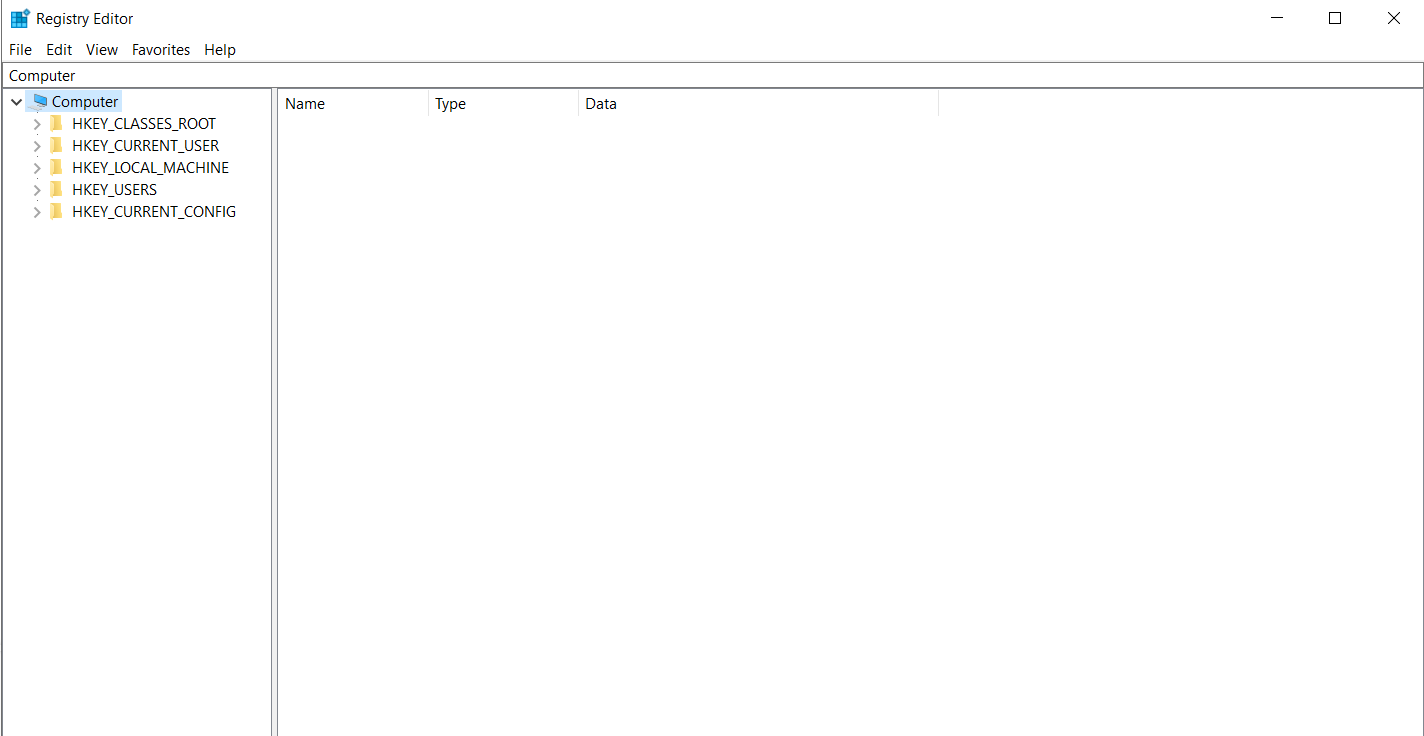 Registry Editor
File Edit View Favorites Help
Computer
Computer
HKEY_CLASSES_ROOT
HKEY_CURRENT_USER
HKEY_LOCAL_MACHINE
HKEY_USERS
HKEY_CURRENT_CONFIG
Name Type Data